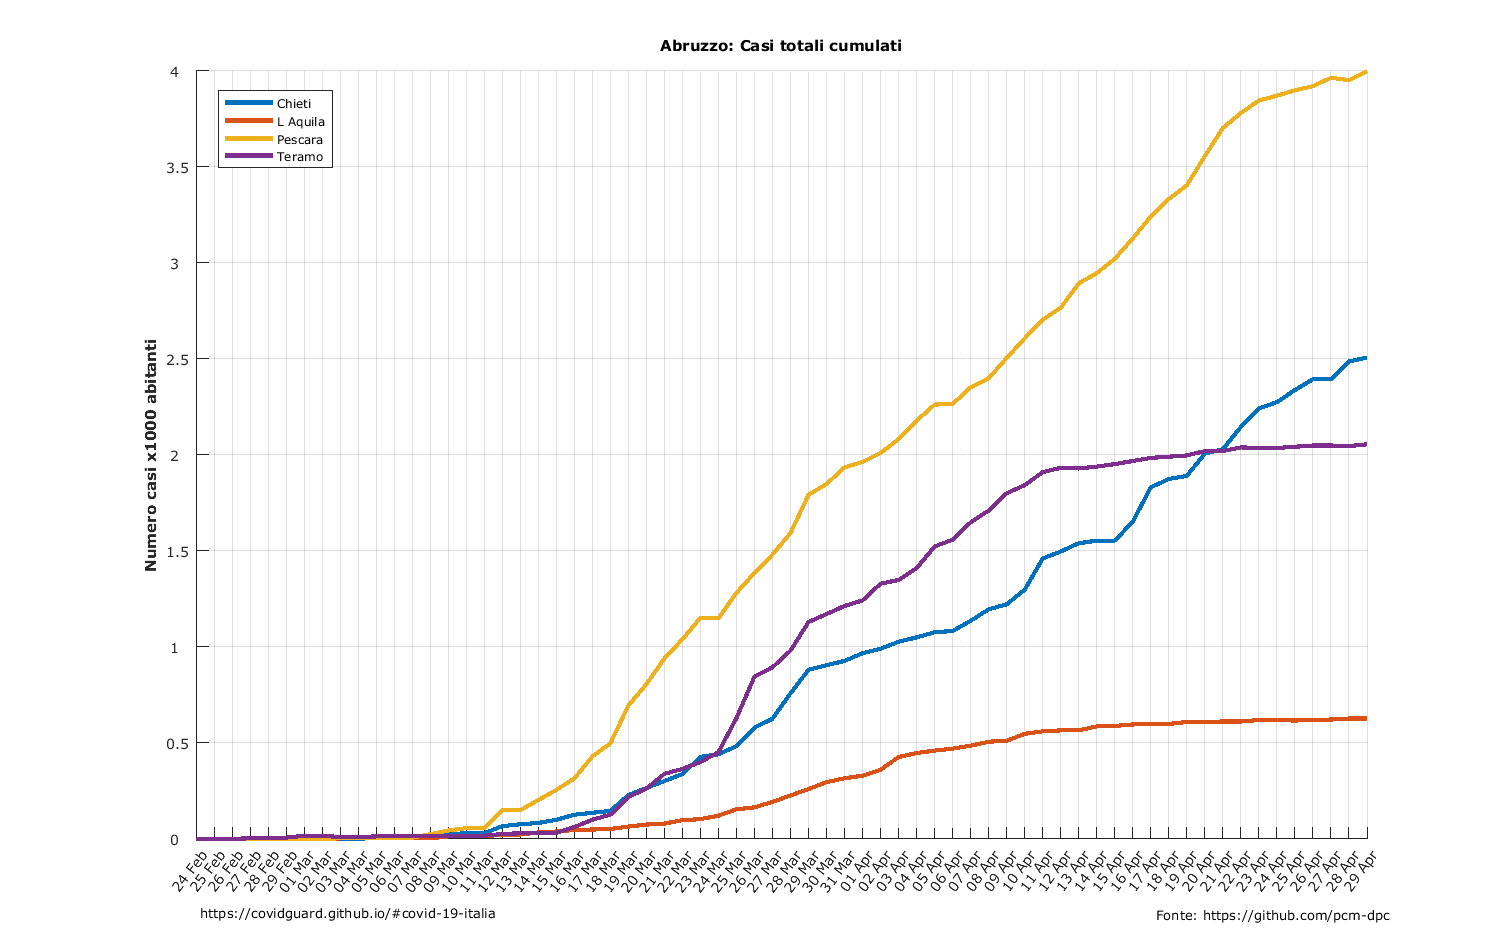 Abruzzo: Casi totali cumulati
Chieti
L Aquila
Pescara
Teramo
Numero casi x1000 abitanti
4
3.5
3
2.5
2
1.5
1
0.5
0
24 Feb
25 Feb
26 Feb
27 Feb
28 Feb
29 Feb
01 Mar
02 Mar
03 Mar
04 Mar
05 Mar
06 Mar
07 Mar
08 Mar
09 Mar
10 Mar
11 Mar
12 Mar
13 Mar
14 Mar
15 Mar
16 Mar
17 Mar
18 Mar
19 Mar
20 Mar
21 Mar
22 Mar
23 Mar
24 Mar
25 Mar
26 Mar
27 Mar
28 Mar
29 Mar
30 Mar
31 Mar
01 Apr
02 Apr
03 Apr
04 Apr
05 Apr
06 Apr
07 Apr
08 Apr
09 Apr
10 Apr
11 Apr
12 Apr
13 Apr
14 Apr
15 Apr
16 Apr
17 Apr
18 Apr
19 Apr
20 Apr
21 Apr
22 Apr
23 Apr
24 Apr
25 Apr
26 Apr
27 Apr
28 Apr
29 Apr
https://covidguard.github.io/#covid-19-italia
Fonte: https://github.com/pcm-dpc